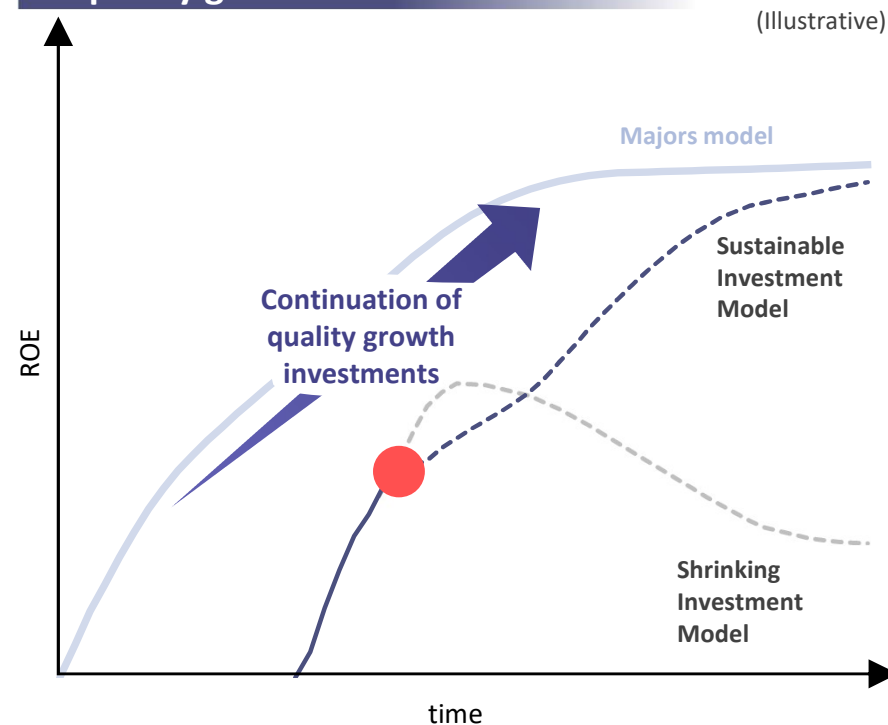 (Illustrative)
Majors model
Sustainable
Investment
Model
Continuation of
quality growth
investments
ROE
Shrinking
Investment
Model
time